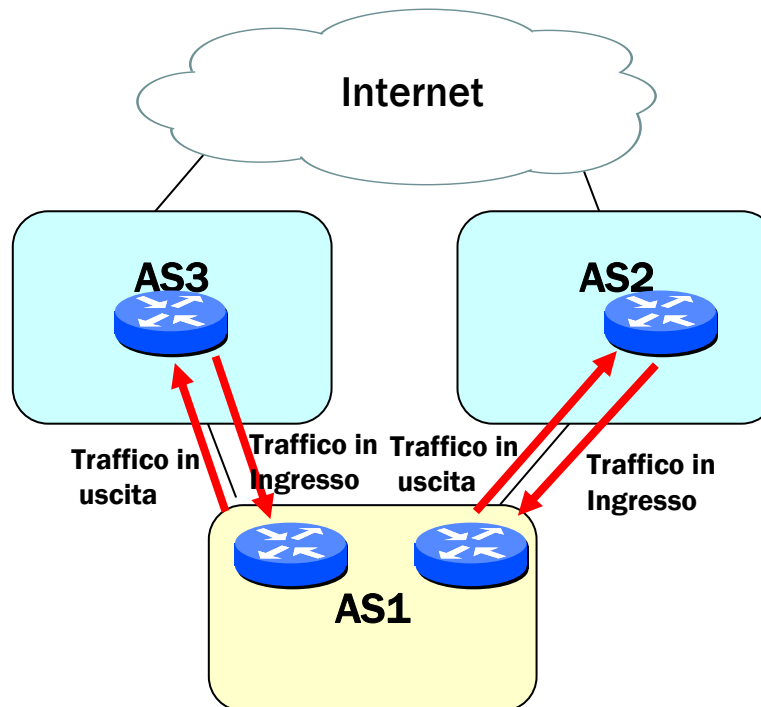 Internet
AS3
AS2
Traffico in
uscita
Traffico in
Ingresso
Traffico in
uscita
Traffico in
Ingresso
AS1